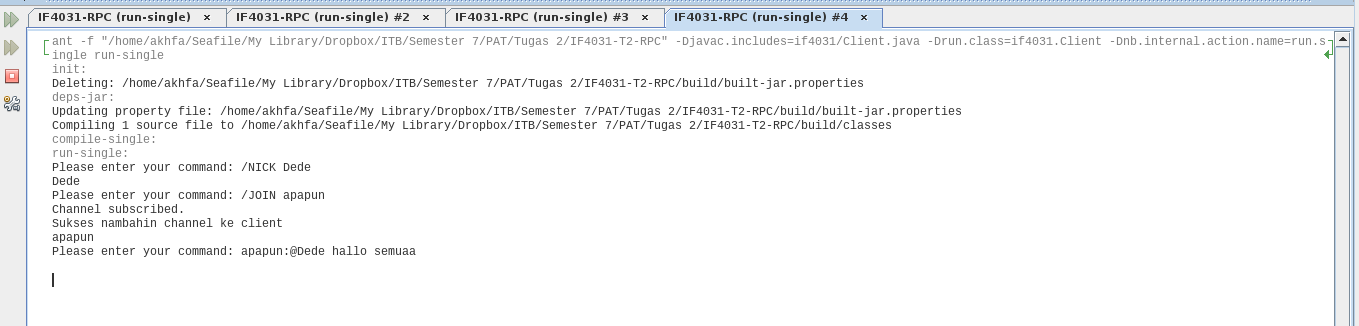 IF4031-RPC (run-single) × IF4031-RPC (run-single) #2 × IF4031-RPC (run-single) #3 × IF4031-RPC (run-single) #4 ×
ant -f "/home/akhfa/Seafile/My Library/Dropbox/ITB/Semester 7/PAT/Tugas 2/IF4031-T2-RPC" -Djavac.includes=if4031/Client.java -Drun.class=if4031.Client -Dnb.internal.action.name=run.s
ingle run-single
init:
Deleting: /home/akhfa/Seafile/My Library/Dropbox/ITB/Semester 7/PAT/Tugas 2/IF4031-T2-RPC/build/built-jar.properties
deps-jar:
Updating property file: /home/akhfa/Seafile/My Library/Dropbox/ITB/Semester 7/PAT/Tugas 2/IF4031-T2-RPC/build/built-jar.properties
Compiling 1 source file to /home/akhfa/Seafile/My Library/Dropbox/ITB/Semester 7/PAT/Tugas 2/IF4031-T2-RPC/build/classes
compile-single:
run-single:
Please enter your command: /NICK Dede
Dede
Please enter your command: /JOIN apapun
Channel subscribed.
Sukses nambahin channel ke client
apapun
Please enter your command: apapun:@Dede hallo semuaa